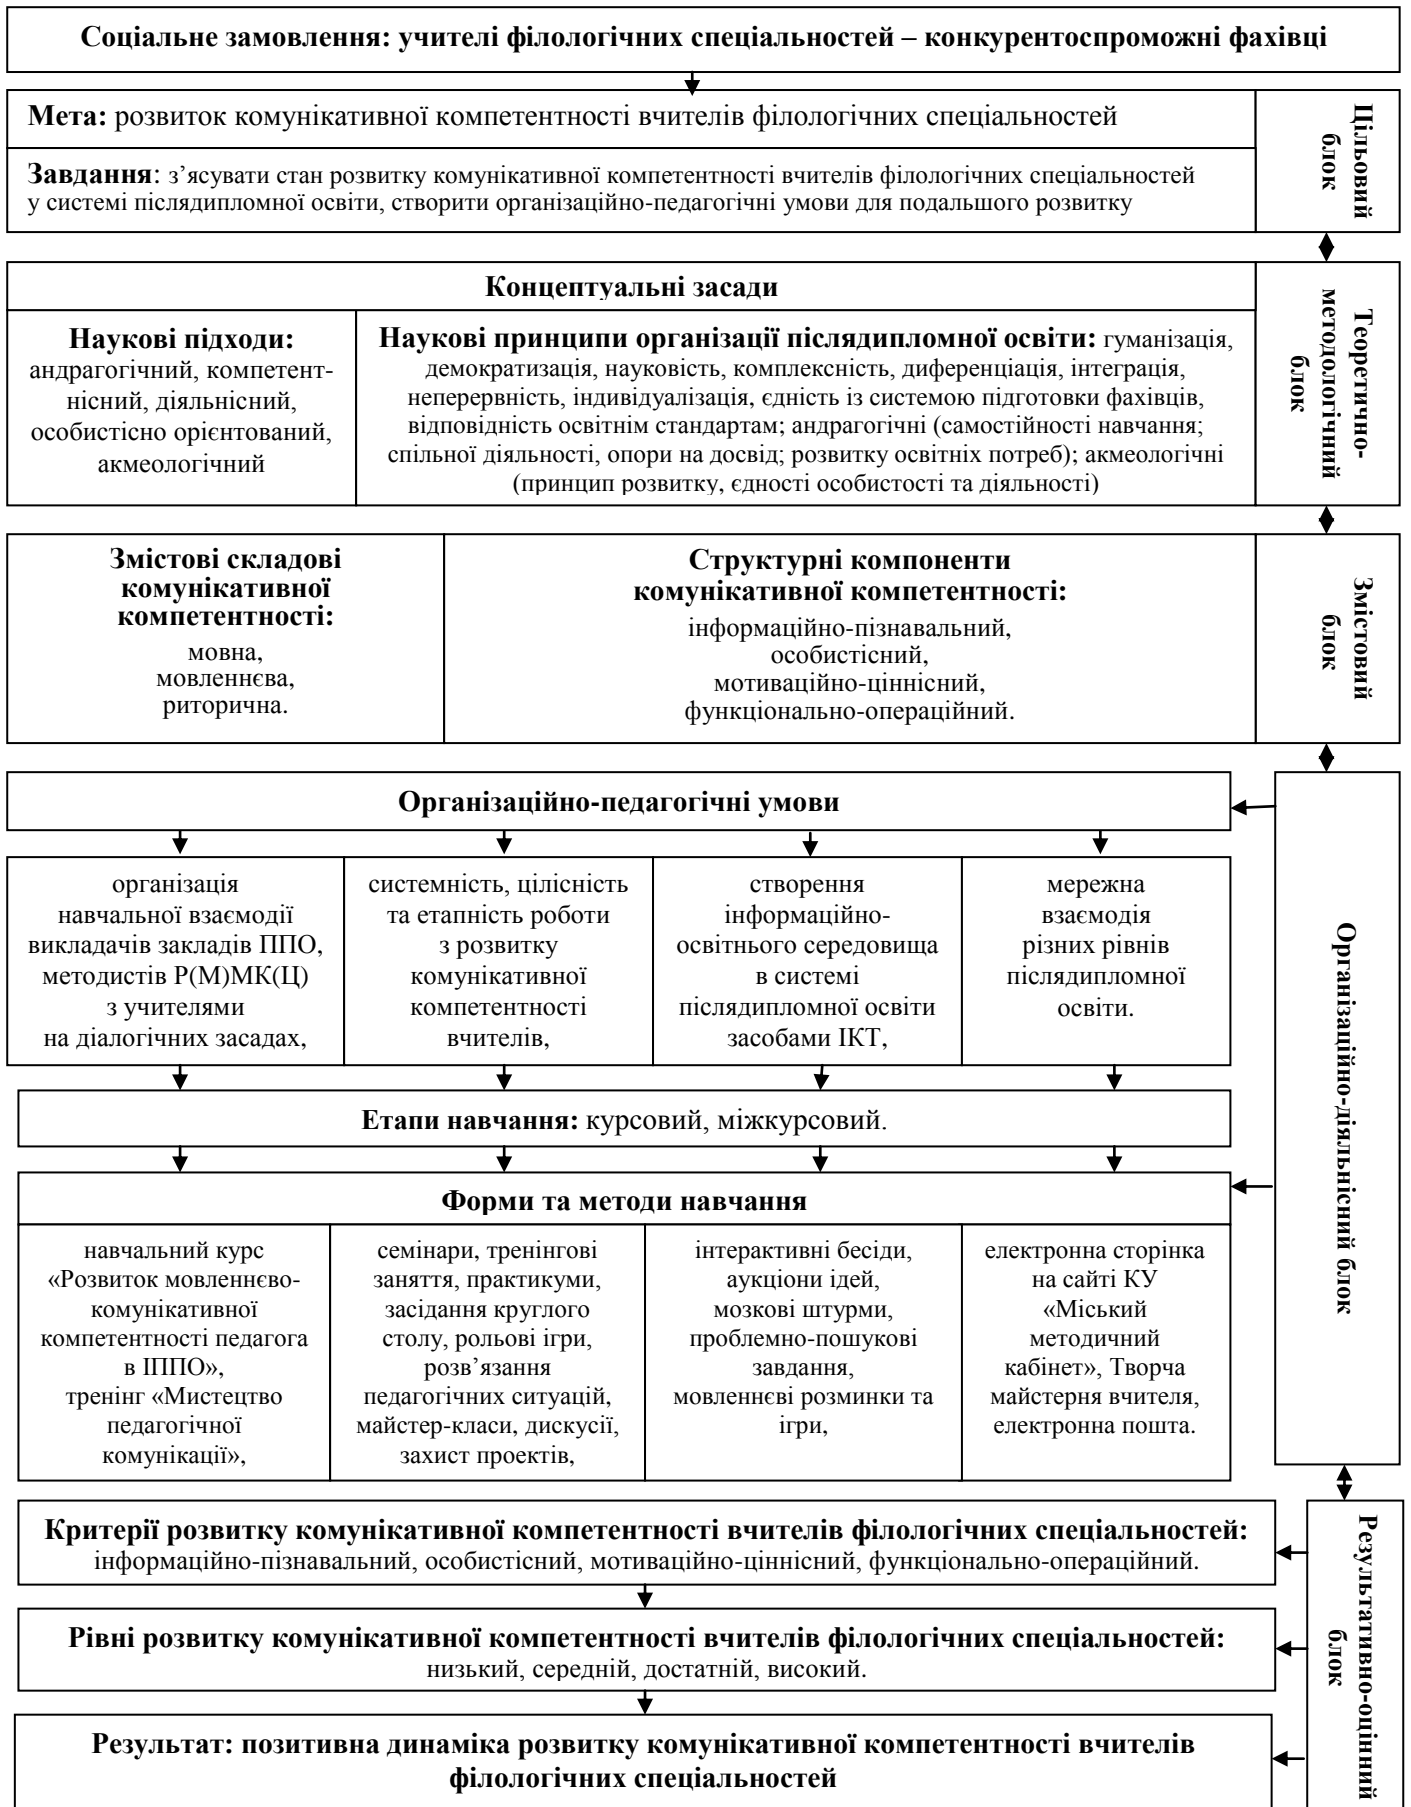 Соціальне замовлення: учителі філологічних спеціальностей – конкурентоспроможні фахівці
Мета: розвиток комунікативної компетентності вчителів філологічних спеціальностей
Завдання: з’ясувати стан розвитку комунікативної компетентності вчителів філологічних спеціальностей
у системі післядипломної освіти, створити організаційно-педагогічні умови для подальшого розвитку
Цільовий
блок
Концептуальні засади
Наукові підходи:
андрагогічний, компетент-
нісний, діяльнісний,
особистісно орієнтований,
акмеологічний
Наукові принципи організації післядипломної освіти: гуманізація,
демократизація, науковість, комплексність, диференціація, інтеграція,
неперервність, індивідуалізація, єдність із системою підготовки фахівців,
відповідність освітнім стандартам; андрагогічні (самостійності навчання;
спільної діяльності, опори на досвід; розвитку освітніх потреб); акмеологічні
(принцип розвитку, єдності особистості та діяльності)
Теоретично-
методологічний
блок
Змістові складові
комунікативної
компетентності:
мовна,
мовленнєва,
риторична.
Структурні компоненти
комунікативної компетентності:
інформаційно-пізнавальний,
особистісний,
мотиваційно-ціннісний,
функціонально-операційний.
Змістовий
блок
Організаційно-педагогічні умови
організація
навчальної взаємодії
викладачів закладів ППО,
методистів Р(М)МК(Ц)
з учителями
на діалогічних засадах,
системність, цілісність
та етапність роботи
з розвитку
комунікативної
компетентності
вчителів,
створення
інформаційно-
освітнього середовища
в системі
післядипломної освіти
засобами ІКТ,
мережна
взаємодія
різних рівнів
післядипломної
освіти.
Етапи навчання: курсовий, міжкурсовий.
Форми та методи навчання
навчальний курс
«Розвиток мовленнєво-
комунікативної
компетентності педагога
в ІППО»,
тренінг «Мистецтво
педагогічної
комунікації»,
семінари, тренінгові
заняття, практикуми,
засідання круглого
столу, рольові ігри,
розв’язання
педагогічних ситуацій,
майстер-класи, дискусії,
захист проектів,
інтерактивні бесіди,
аукціони ідей,
мозкові штурми,
проблемно-пошукові
завдання,
мовленнєві розминки та
ігри,
електронна сторінка
на сайті КУ
«Міський
методичний
кабінет», Творча
майстерня вчителя,
електронна пошта.
Організаційно-діяльнісний блок
Критерії розвитку комунікативної компетентності вчителів філологічних спеціальностей:
інформаційно-пізнавальний, особистісний, мотиваційно-ціннісний, функціонально-операційний.
Рівні розвитку комунікативної компетентності вчителів філологічних спеціальностей:
низький, середній, достатній, високий.
Результат: позитивна динаміка розвитку комунікативної компетентності вчителів
філологічних спеціальностей
Результативно-оцінний
блок